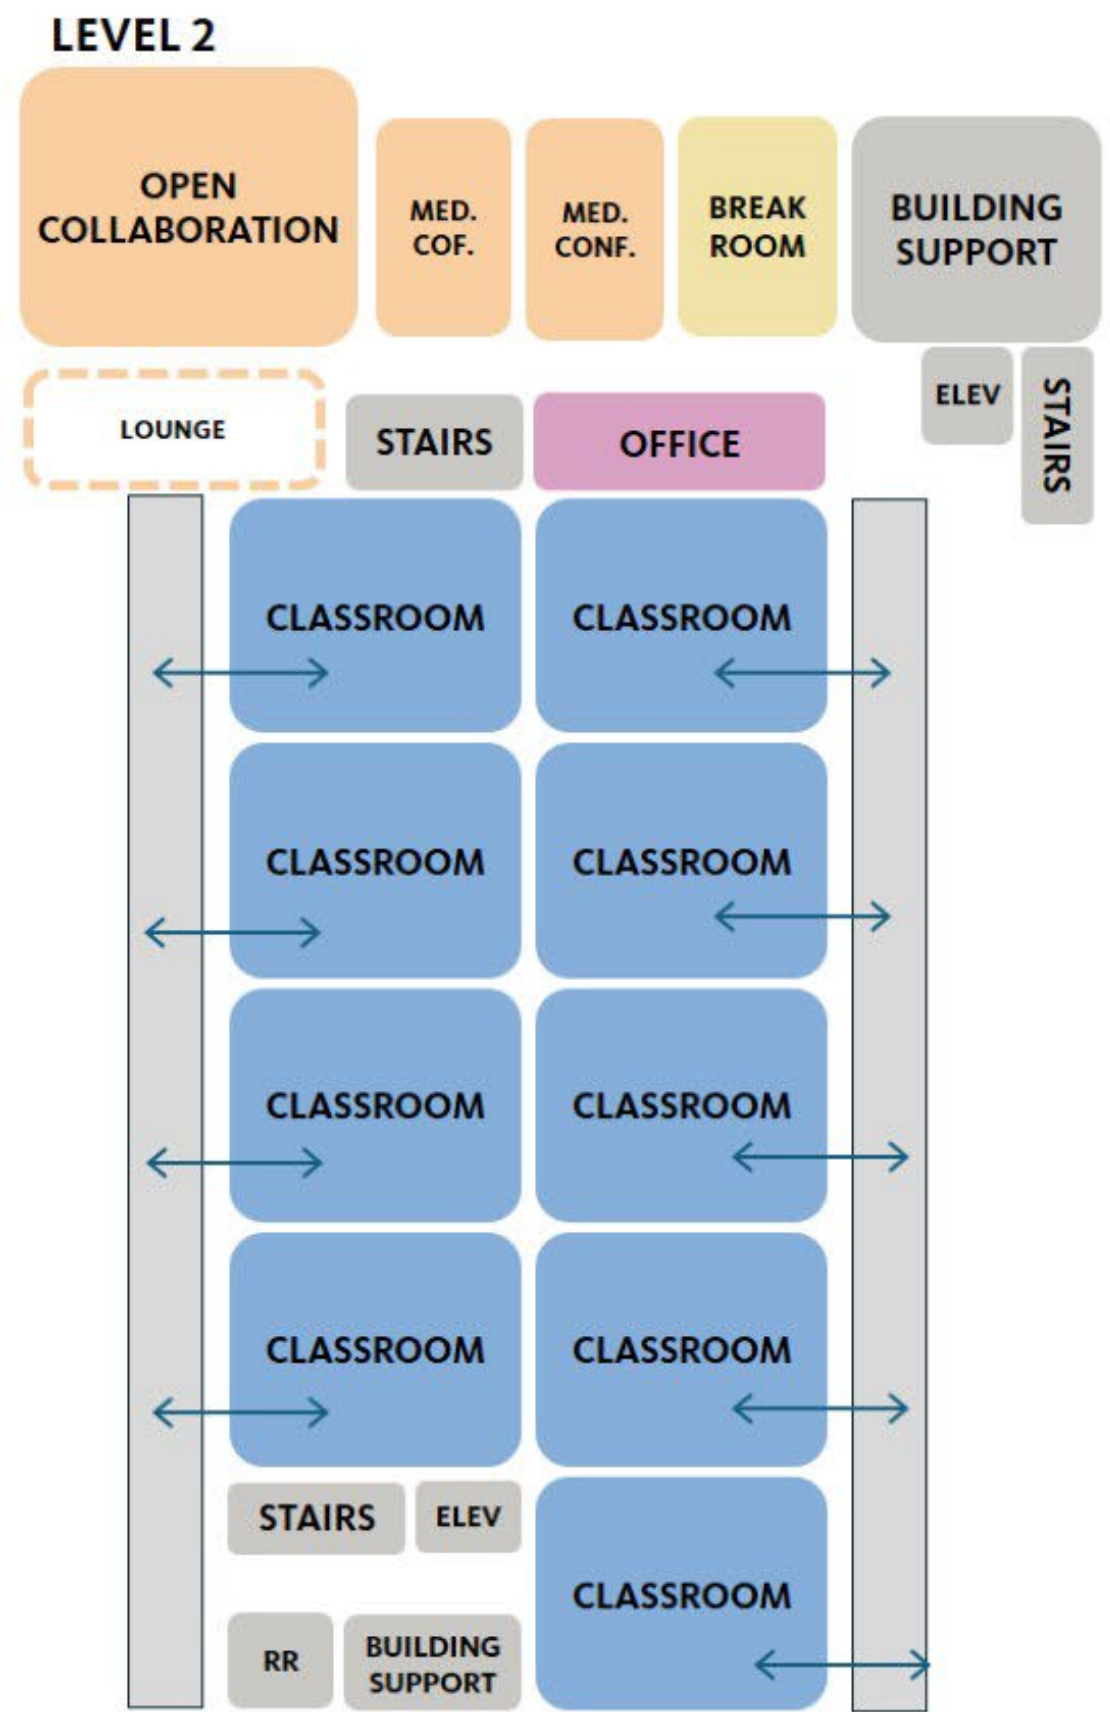 LEVEL 2
OPEN
COLLABORATION
MED.
COF.
MED.
CONF.
BREAK
ROOM
BUILDING
SUPPORT
ELEV
STAIRS
LOUNGE
STAIRS
OFFICE
CLASSROOM
CLASSROOM
CLASSROOM
CLASSROOM
CLASSROOM
CLASSROOM
CLASSROOM
CLASSROOM
STAIRS
ELEV
CLASSROOM
RR
BUILDING
SUPPORT